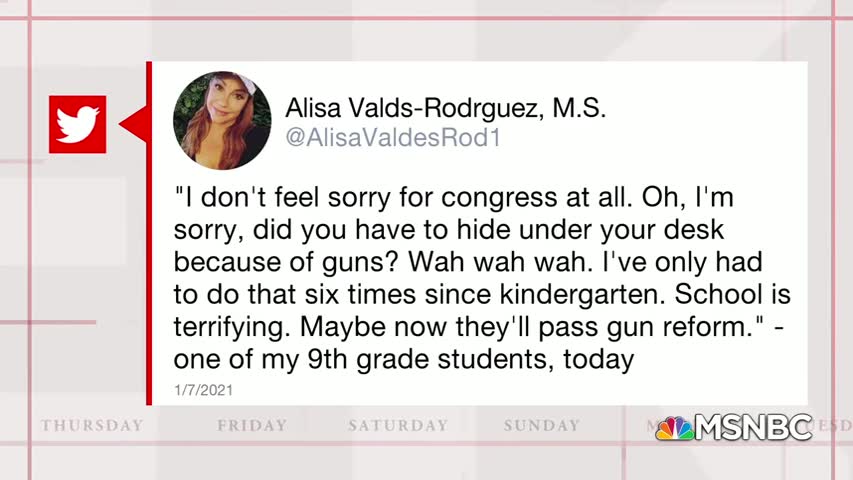 Alisa Valds-Rodrguez, M.S.
@AlisaValdesRod1
"I don't feel sorry for congress at all. Oh, I'm
sorry, did you have to hide under your desk
because of guns? Wah wah wah. I've only had
to do that six times since kindergarten. School is
terrifying. Maybe now they'll pass gun reform." -
one of my 9th grade students, today
1/7/2021
THURSDAY FRIDAY SATURDAY SUNDAY
MSNBC